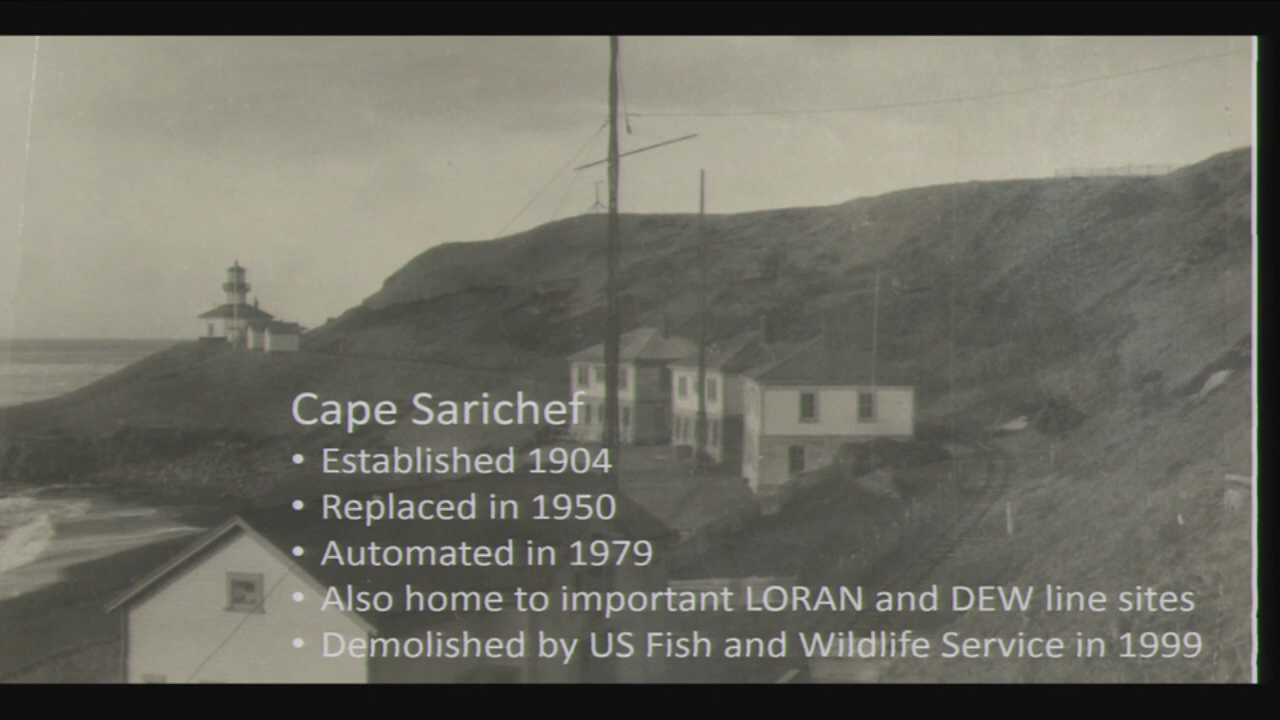 Cape Sarichef
• Established 1904
• Replaced in 1950
• Automated in 1979
• Also home to important LORAN and DEW line sites
• Demolished by US Fish and Wildlife Service in 1999